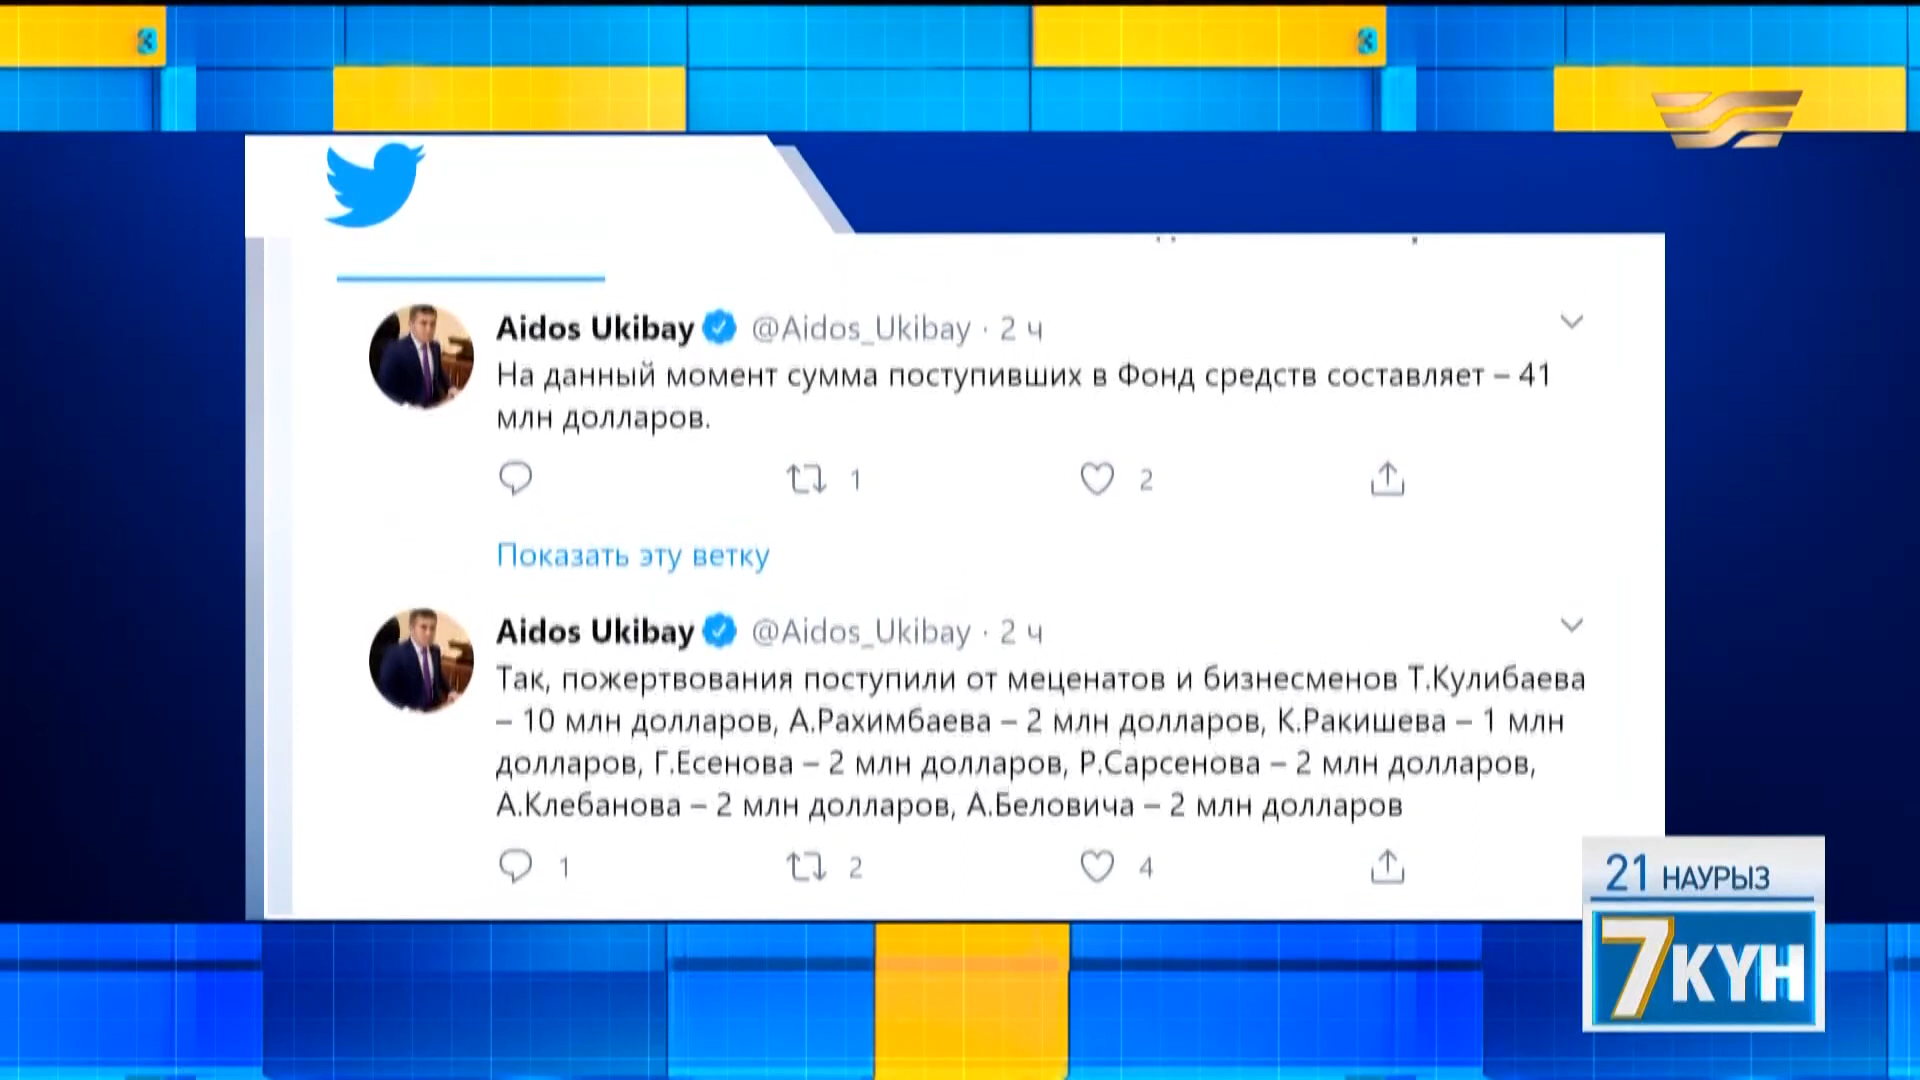 3
3
Aidos Ukibay @Aidos_Ukibay · 2 ч
На данный момент сумма поступивших в Фонд средств составляет – 41
млн долларов.
1 2
Показать эту ветку
Aidos Ukibay @Aidos_Ukibay · 2 ч
Так, пожертвования поступили от меценатов и бизнесменов Т.Кулибаева
– 10 млн долларов, А.Рахимбаева – 2 млн долларов, К.Ракишева – 1 млн
долларов, Г.Есенова – 2 млн долларов, Р.Сарсенова – 2 млн долларов,
А.Клебанова – 2 млн долларов, А.Беловича – 2 млн долларов
1 2 4
21 НАУРЫЗ
7КҮН